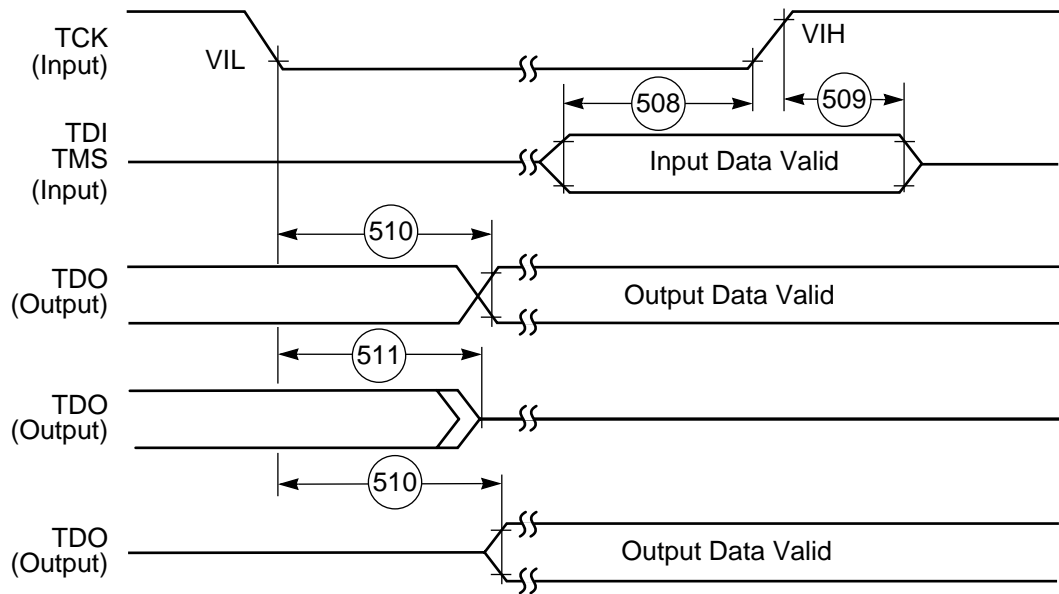 TCK
(Input)
VIL
VIH
508
509
TDI
TMS
(Input)
Input Data Valid
510
TDO
(Output)
Output Data Valid
511
TDO
(Output)
510
TDO
(Output)
Output Data Valid